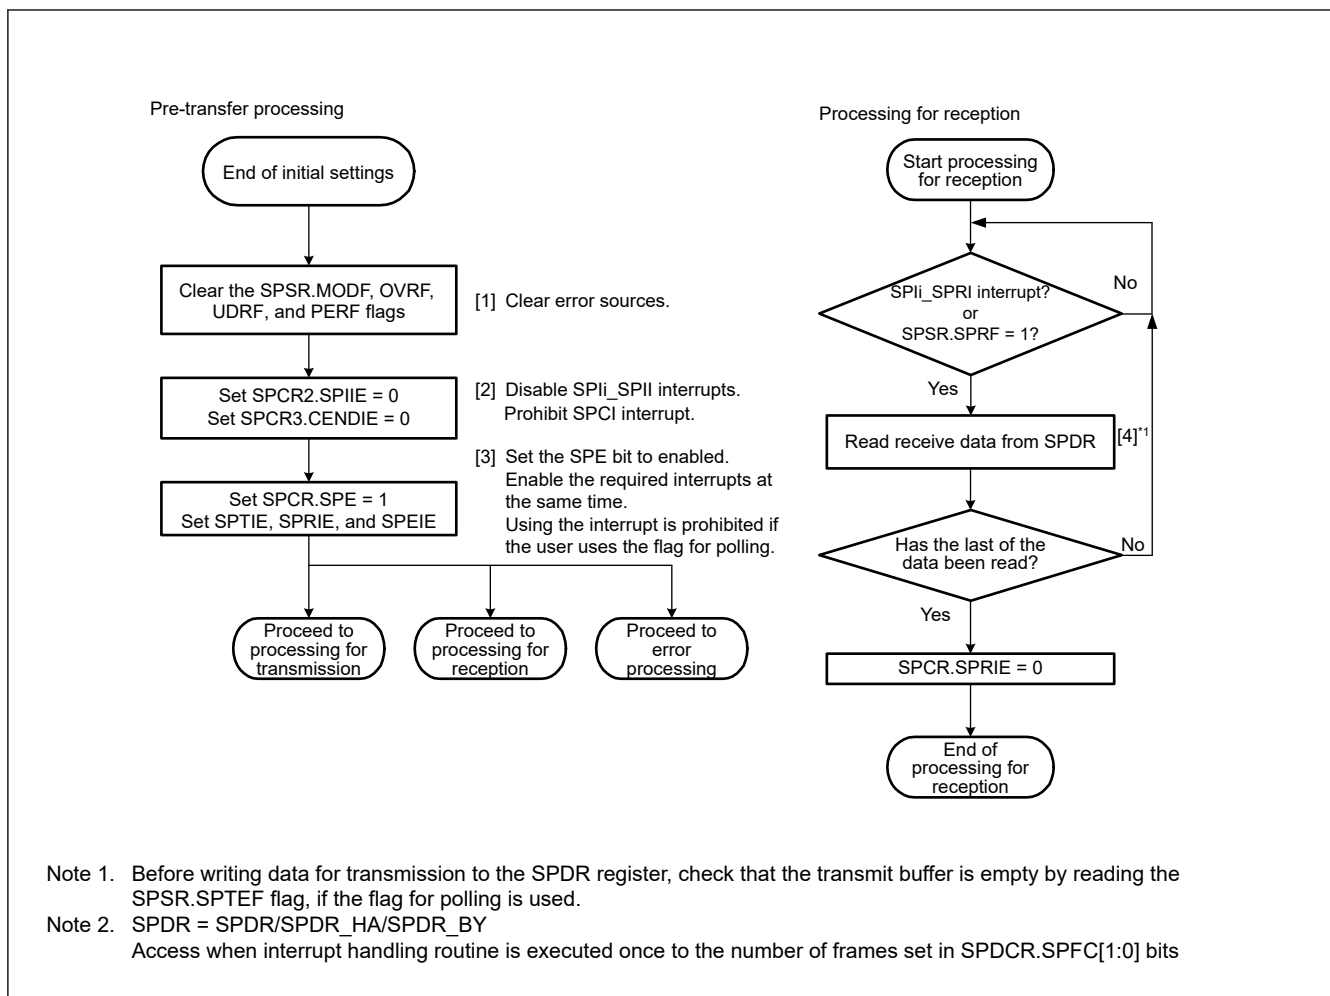 Pre-transfer processing
End of initial settings
Clear the SPSR.MODF, OVRF,
UDRF, and PERF flags
[1] Clear error sources.
Set SPCR2.SPIIE = 0
Set SPCR3.CENDIE = 0
[2] Disable SPIi_SPII interrupts.
Prohibit SPCI interrupt.
Set SPCR.SPE = 1
Set SPTIE, SPRIE, and SPEIE
[3] Set the SPE bit to enabled.
Enable the required interrupts at
the same time.
Using the interrupt is prohibited if
the user uses the flag for polling.
Proceed to
processing for
transmission
Proceed to
processing for
reception
Proceed to
error
processing
Processing for reception
Start processing
for reception
SPIi_SPRI interrupt?
or
SPSR.SPRF = 1?
No
Yes
Read receive data from SPDR
[4]*1
Has the last of the
data been read?
No
Yes
SPCR.SPRIE = 0
End of
processing for
reception
Note 1. Before writing data for transmission to the SPDR register, check that the transmit buffer is empty by reading the
SPSR.SPTEF flag, if the flag for polling is used.
Note 2. SPDR = SPDR/SPDR_HA/SPDR_BY
Access when interrupt handling routine is executed once to the number of frames set in SPDCR.SPFC[1:0] bits